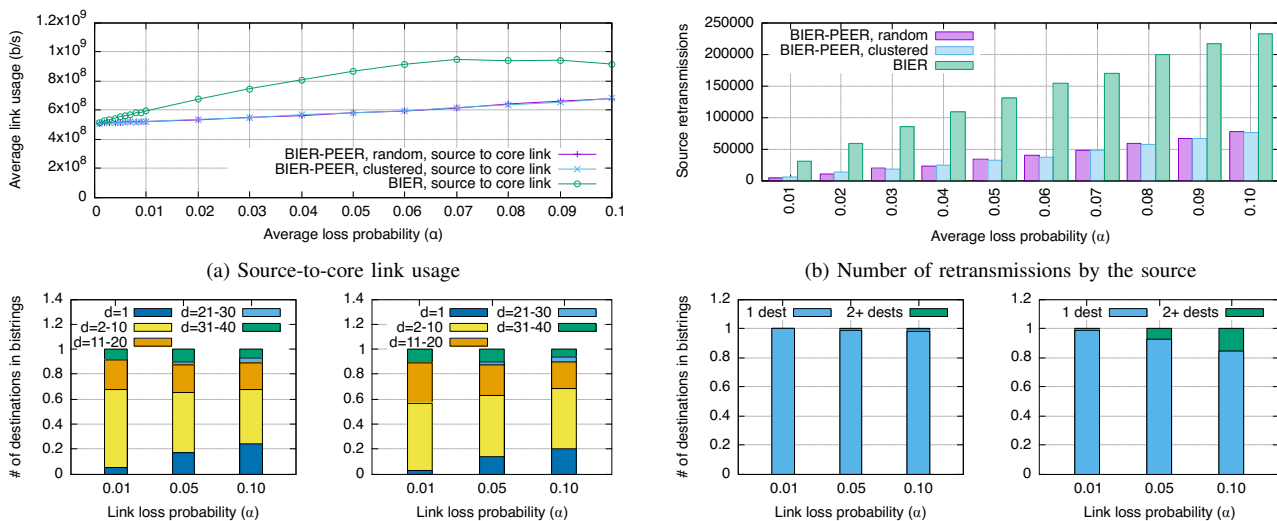 1.2x10⁹
1x10⁹
8x10⁸
6x10⁸
4x10⁸
2x10⁸
0
Average link usage (b/s)
BIER-PEER, random, source to core link
BIER-PEER, clustered, source to core link
BIER, source to core link
0 0.01 0.02 0.03 0.04 0.05 0.06 0.07 0.08 0.09 0.1
Average loss probability (α)
(a) Source-to-core link usage
250000
200000
150000
100000
50000
0
Source retransmissions
BIER-PEER, random
BIER-PEER, clustered
BIER
0.01 0.02 0.03 0.04 0.05 0.06 0.07 0.08 0.09 0.10
Average loss probability (α)
(b) Number of retransmissions by the source
1.4
1.2
1
0.8
0.6
0.4
0.2
0
# of destinations in bistrings
d=1 d=21-30
d=2-10 d=31-40
d=11-20
0.01 0.05 0.10
Link loss probability (α)
1.4
1.2
1
0.8
0.6
0.4
0.2
0
# of destinations in bistrings
d=1 d=21-30
d=2-10 d=31-40
d=11-20
0.01 0.05 0.10
Link loss probability (α)
1.2
1
0.8
0.6
0.4
0.2
0
# of destinations in bistrings
1 dest 2+ dests
0.01 0.05 0.10
Link loss probability (α)
1.2
1
0.8
0.6
0.4
0.2
0
# of destinations in bistrings
1 dest 2+ dests
0.01 0.05 0.10
Link loss probability (α)